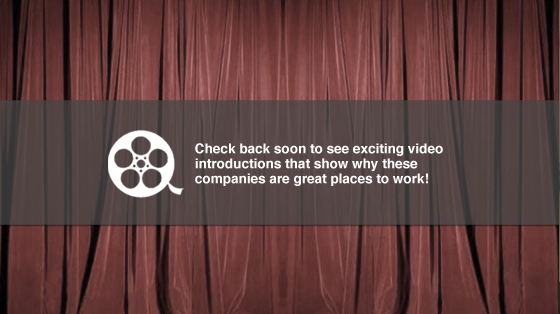 Check back soon to see exciting video
introductions that show why these
companies are great places to work!